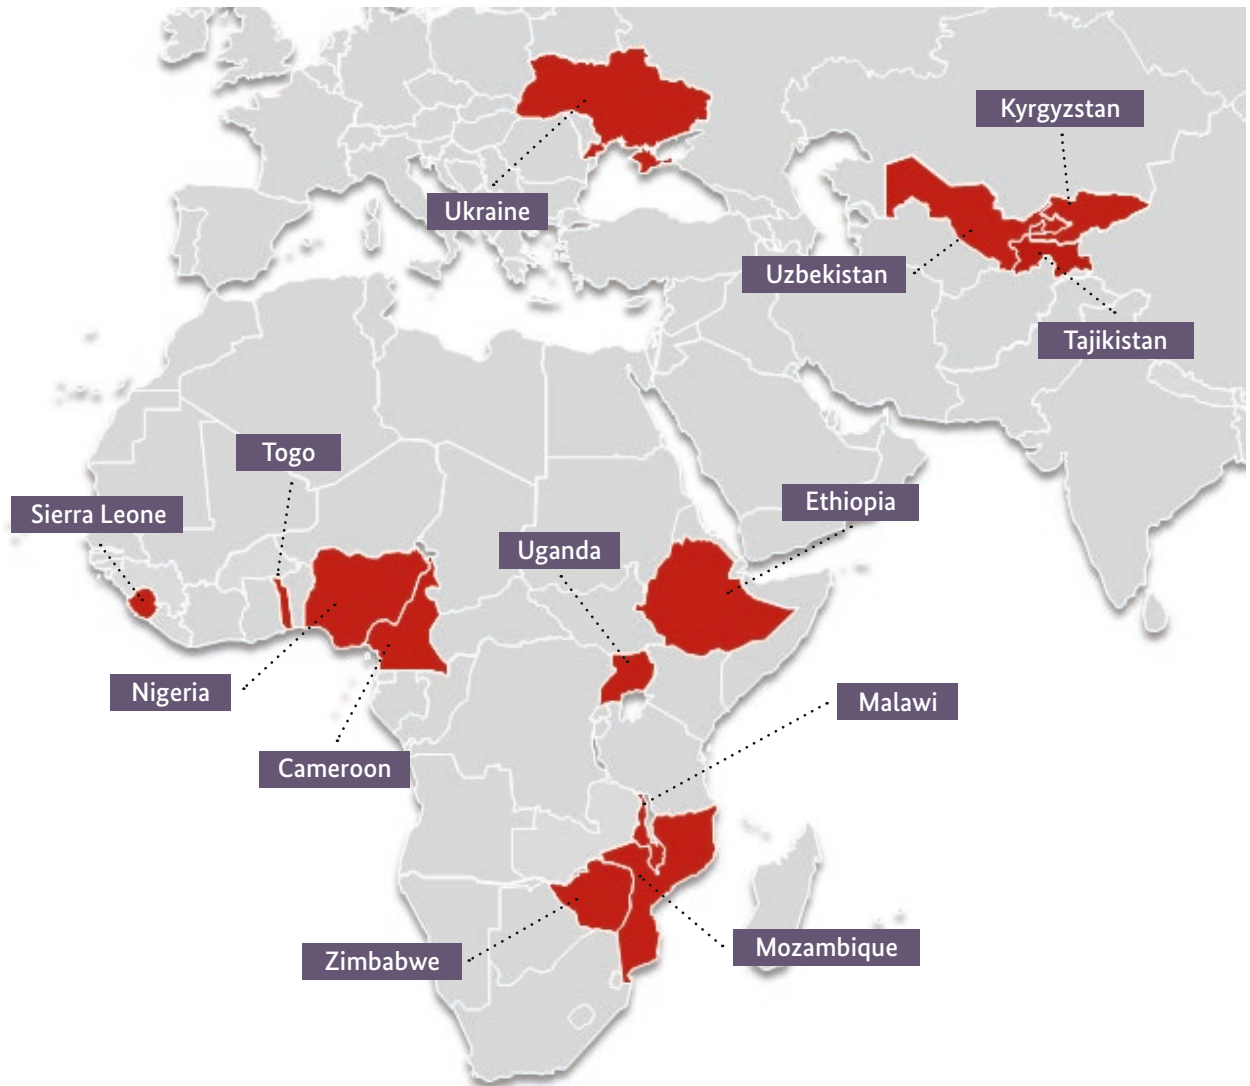 Kyrgyzstan
Ukraine
Uzbekistan
Tajikistan
Togo
Sierra Leone
Ethiopia
Uganda
Nigeria
Malawi
Cameroon
Zimbabwe
Mozambique